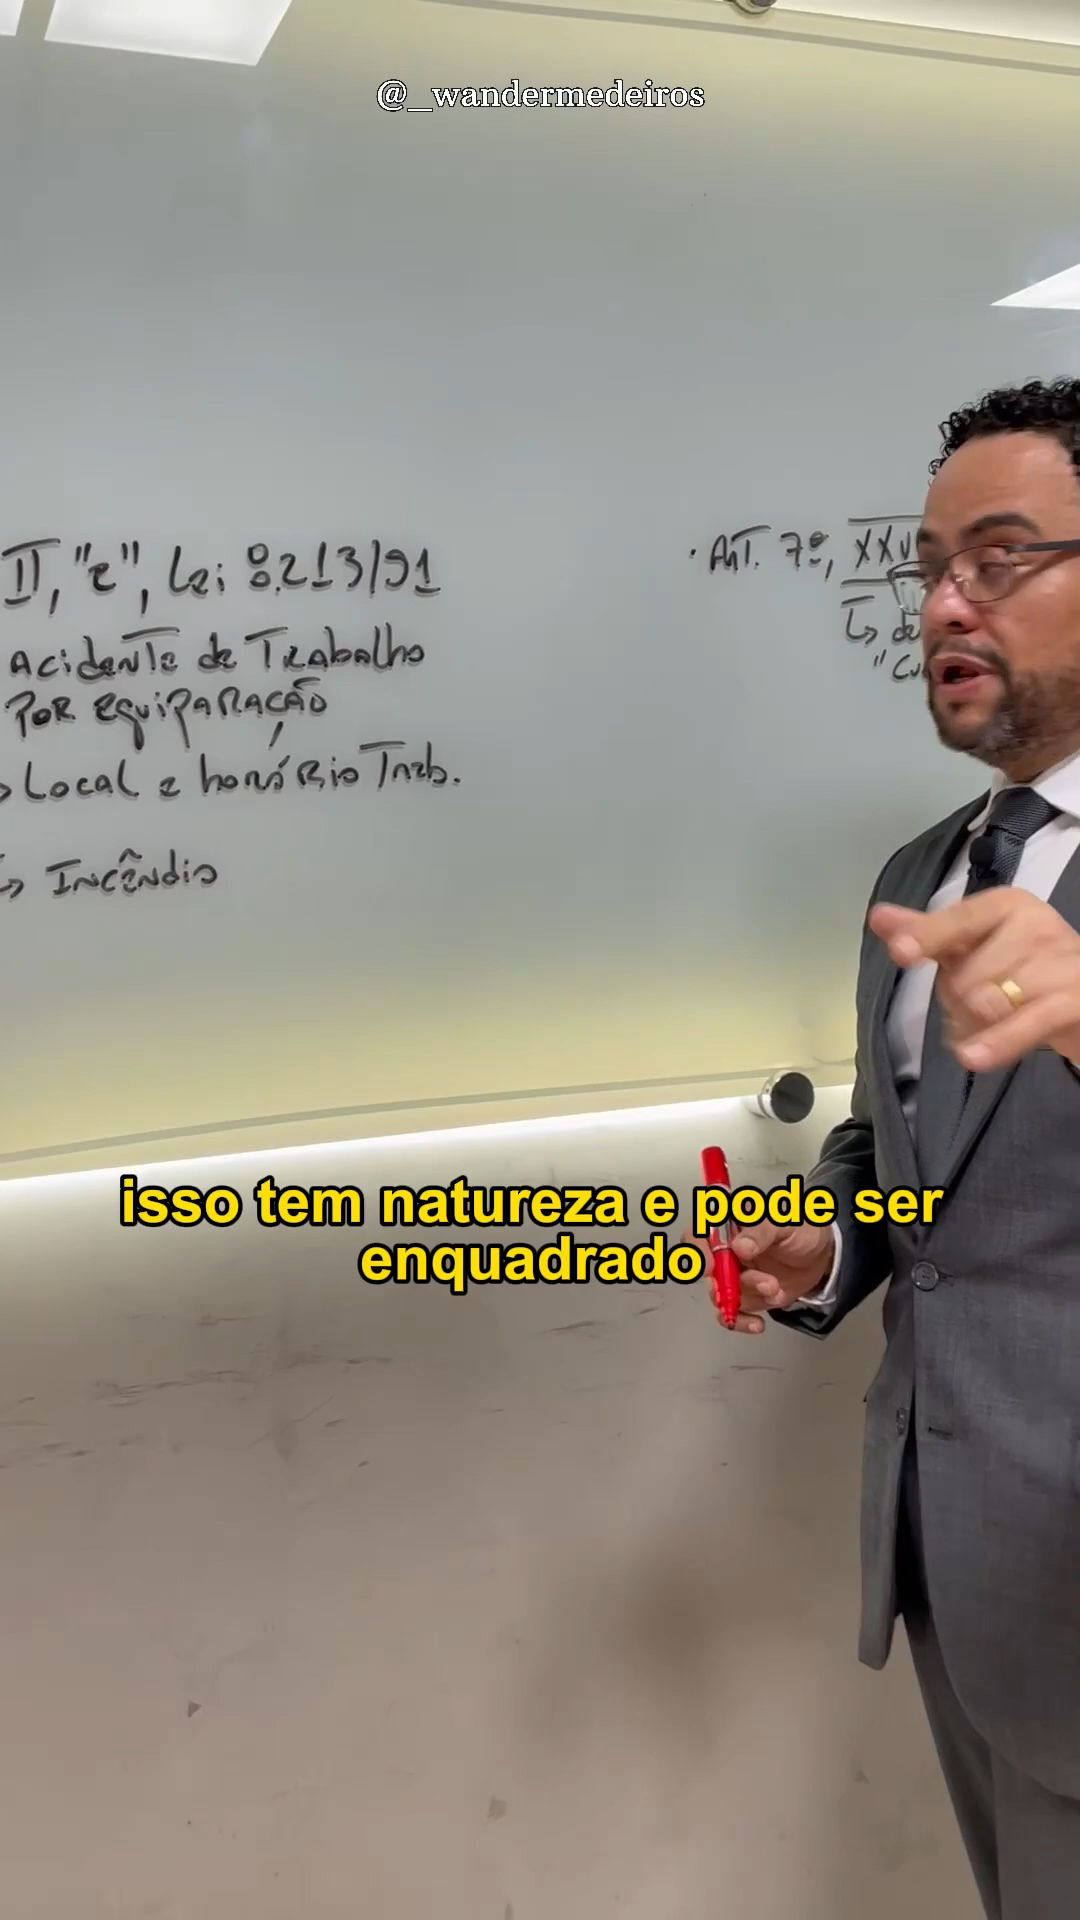 @_wandermedeiros
II, "e", Lei 8.213/91
Acidente de Trabalho
Por equiparação
Local e horário Trab.
Incêndio
· Art. 7º,
isso tem natureza e pode ser
enquadrado